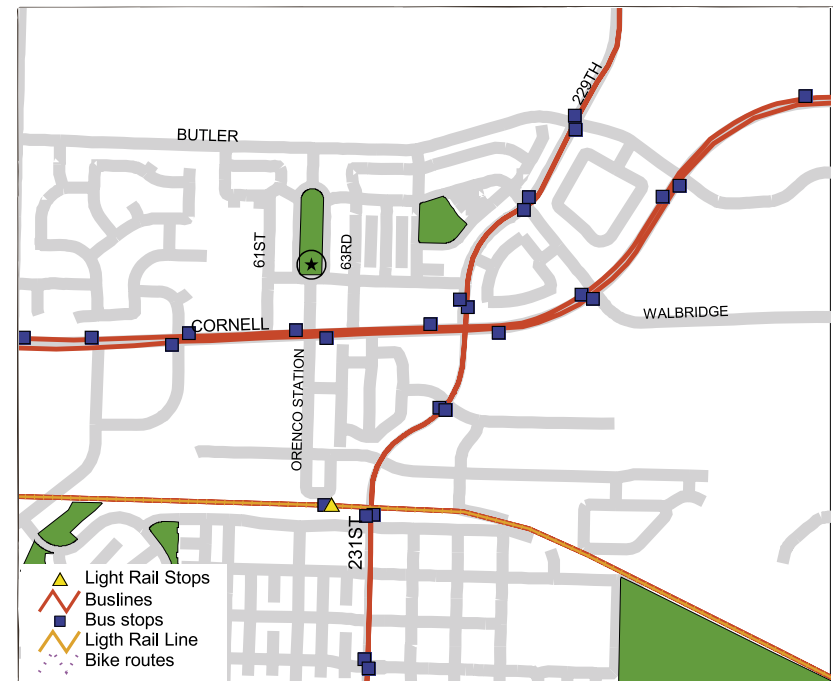 229TH
BUTLER
61ST
63RD
WALBRIDGE
CORNELL
ORENCO STATION
231ST
Light Rail Stops
Buslines
Bus stops
Ligth Rail Line
Bike routes